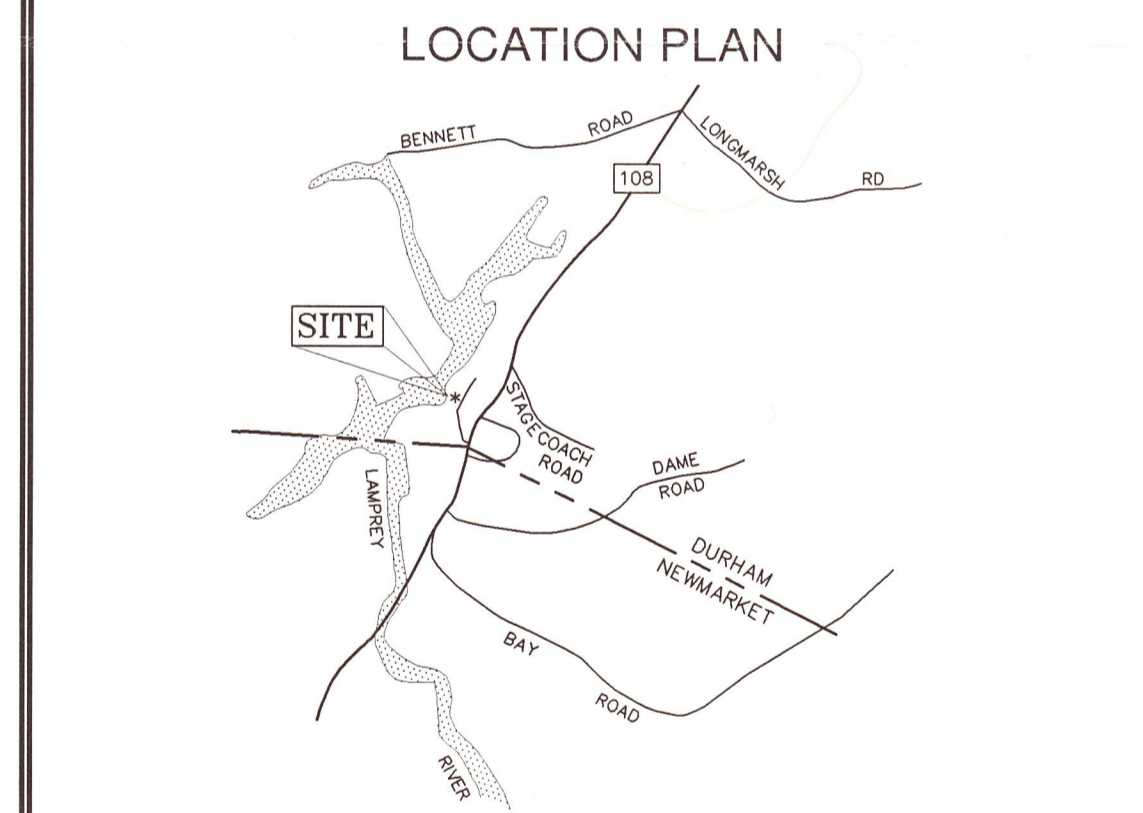 LOCATION PLAN
BENNETT ROAD
LONGMARSH RD
108
SITE
*
STAGECOACH
ROAD
DAME
ROAD
LAMPREY
DURHAM
NEWMARKET
BAY
ROAD
RIVER